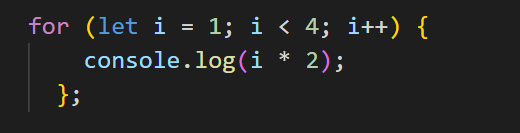 for (let i = 1; i < 4; i++) {
    console.log(i * 2);
  };